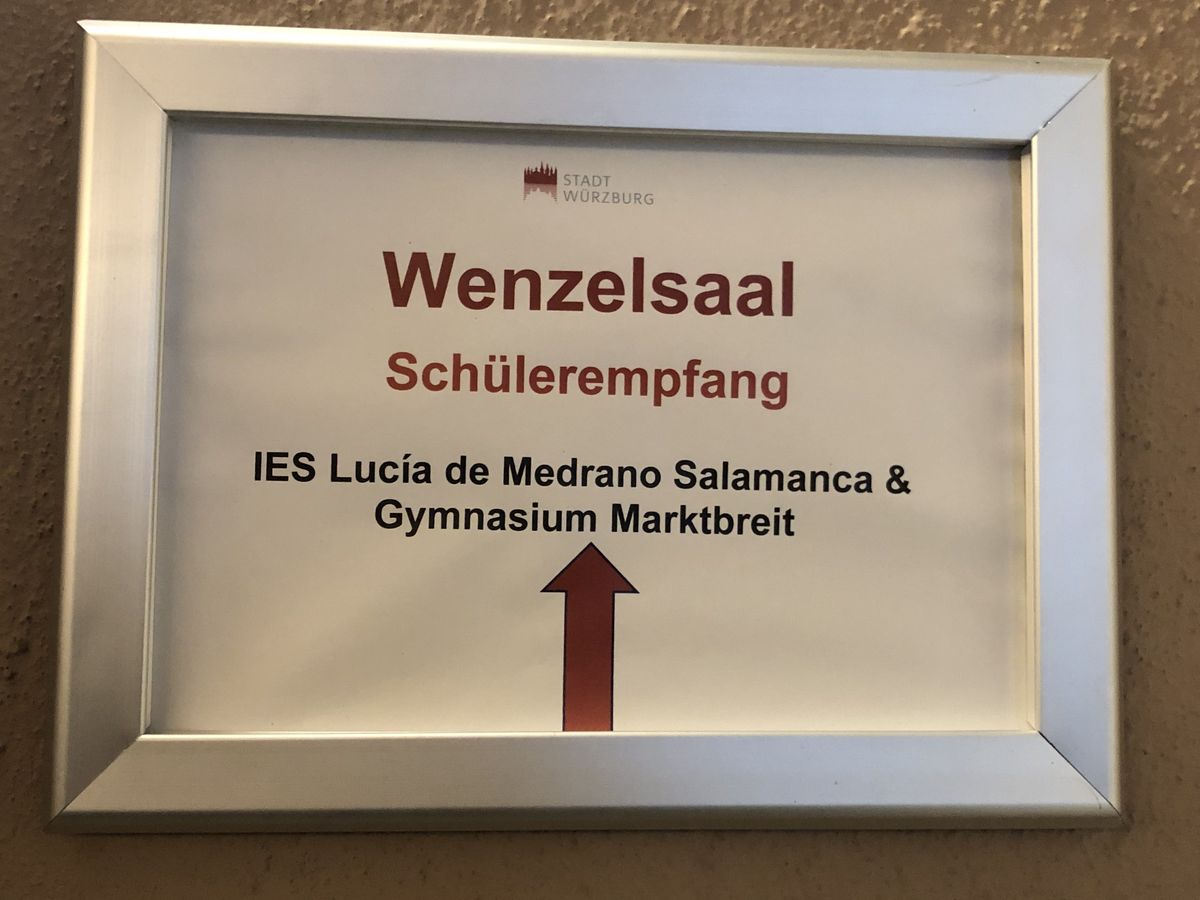 STADT
WÜRZBURG
Wenzelsaal
Schülerempfang
IES Lucía de Medrano Salamanca &
Gymnasium Marktbreit